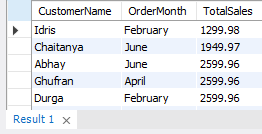 CustomerName OrderMonth TotalSales
Idris February 1299.98
Chaitanya June 1949.97
Abhay June 2599.96
Ghufran April 2599.96
Durga February 2599.96
Result 1